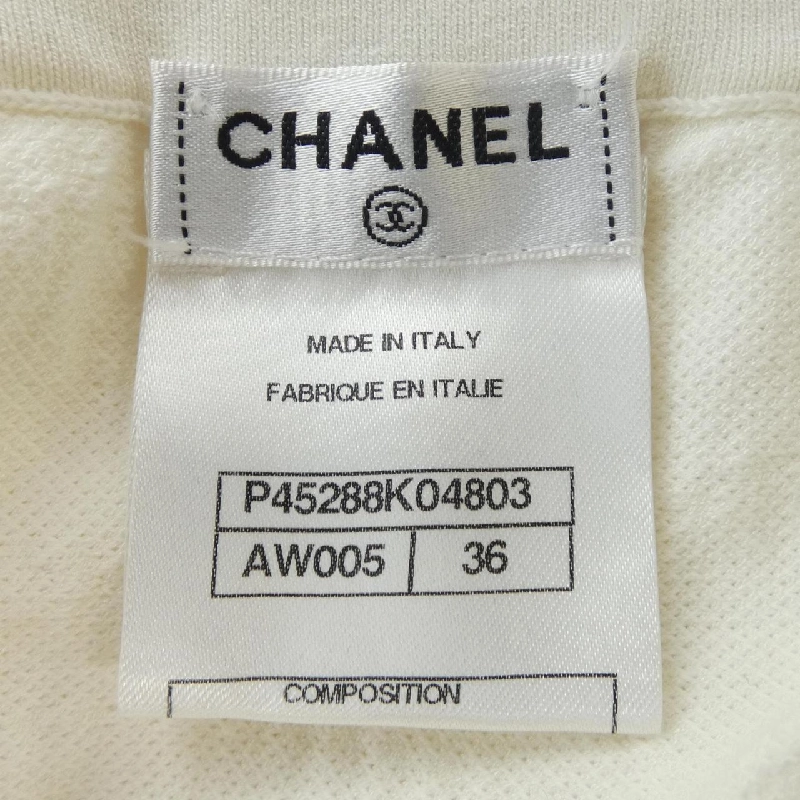 CHANEL
MADE IN ITALY
FABRIQUE EN ITALIE
P45288K04803
AW005 36
COMPOSITION